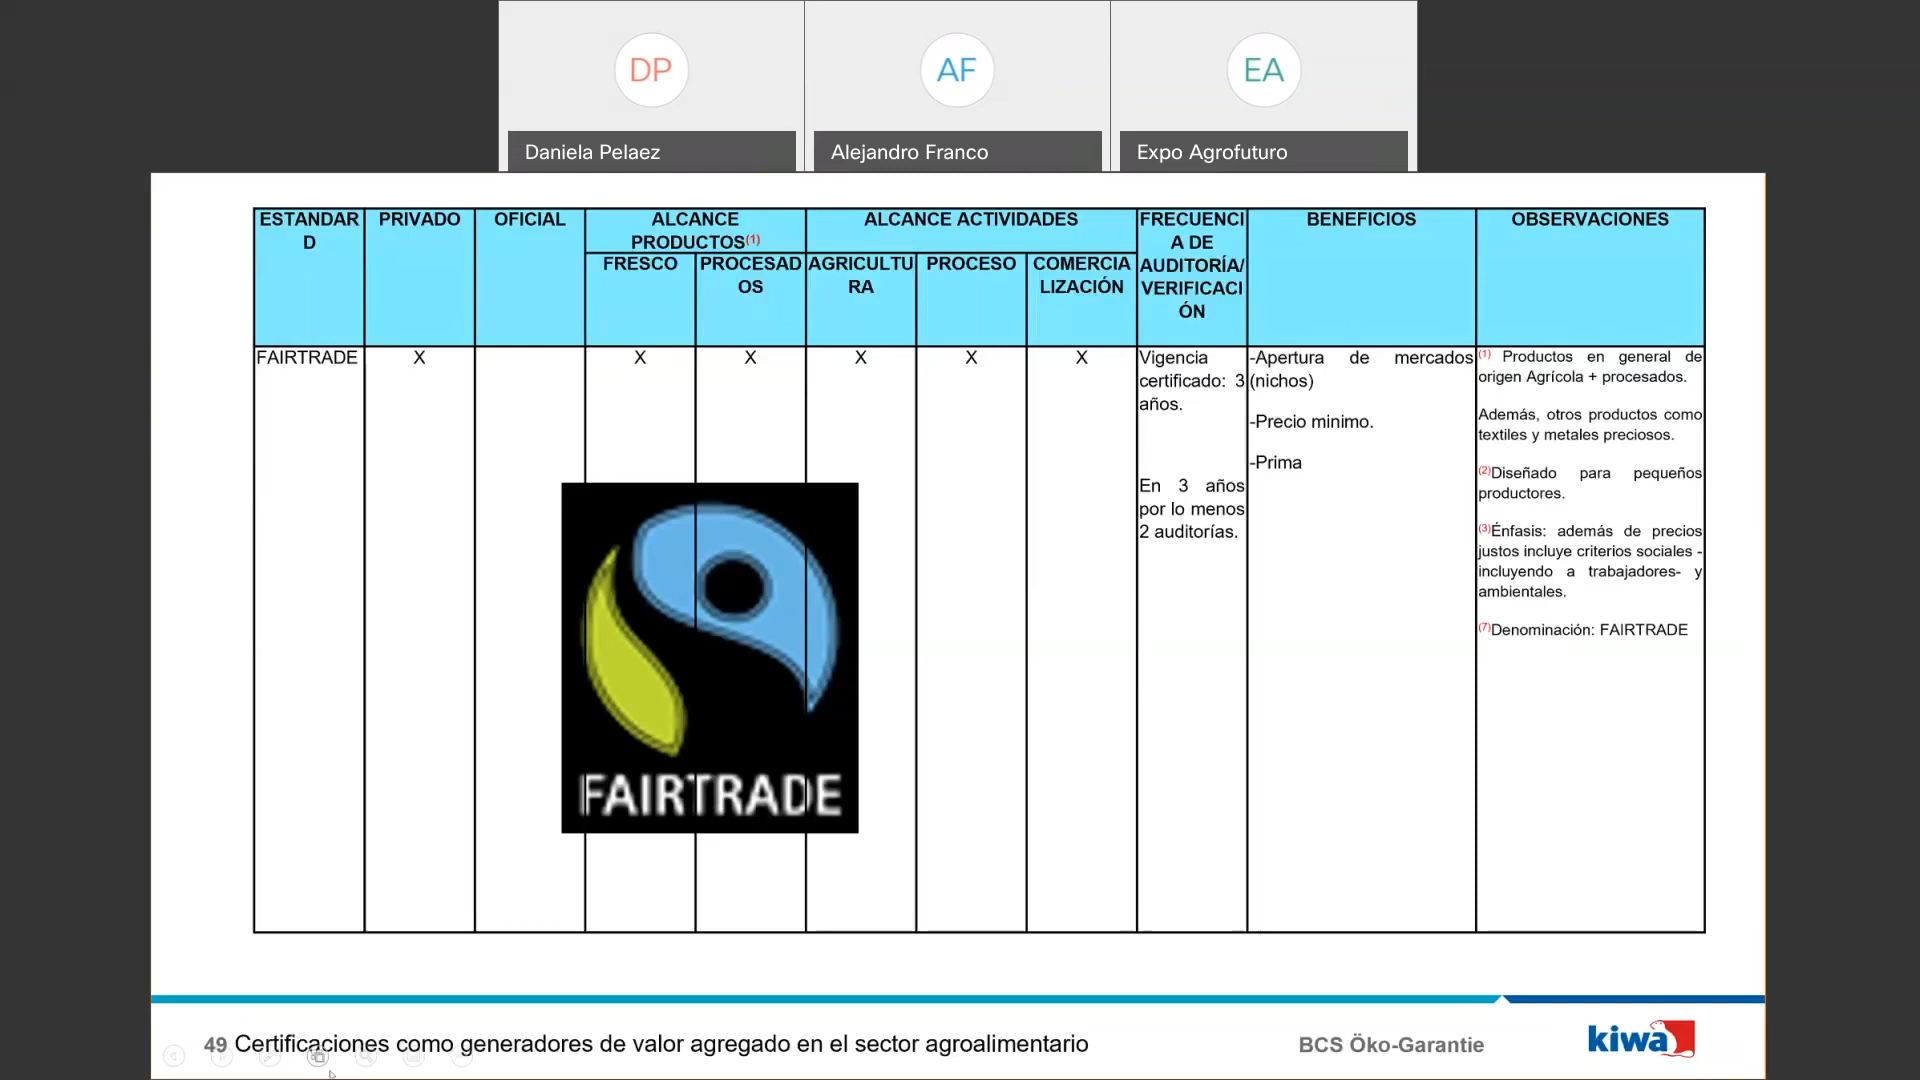 DP
AF
EA
Daniela Pelaez
Alejandro Franco
Expo Agrofuturo
ESTANDAR
D
PRIVADO
OFICIAL
ALCANCE
PRODUCTOS(1)
ALCANCE ACTIVIDADES
FRECUENCI
A DE
AUDITORÍA/
VERIFICACI
ÓN
BENEFICIOS
OBSERVACIONES
FRESCO
PROCESAD
OS
AGRICULTU
RA
PROCESO
COMERCIA
LIZACIÓN
FAIRTRADE
X
X
X
X
X
X
Vigencia
certificado: 3
años.
En 3 años
por lo menos
2 auditorías.
-Apertura de mercados
(nichos)
-Precio minimo.
-Prima
(1) Productos en general de
origen Agrícola + procesados.
Además, otros productos como
textiles y metales preciosos.
(2)Diseñado para pequeños
productores.
(3)Énfasis: además de precios
justos incluye criterios sociales -
incluyendo a trabajadores- y
ambientales.
(7)Denominación: FAIRTRADE
FAIRTRADE
49 Certificaciones como generadores de valor agregado en el sector agroalimentario
BCS Öko-Garantie
kiwa